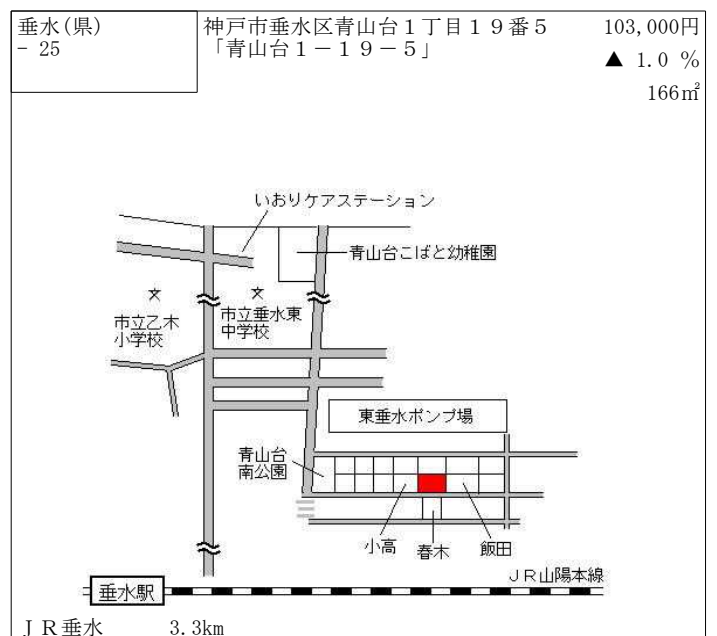 垂水(県)
- 25
神戸市垂水区青山台１丁目１９番５
「青山台１－１９－５」
103,000円
▲ 1.0 %
166㎡
いおりケアステーション
青山台こばと幼稚園
文
文
市立乙木
小学校
市立垂水東
中学校
東垂水ポンプ場
青山台
南公園
小高
春木
飯田
ＪＲ山陽本線
垂水駅
ＪＲ垂水 3.3km